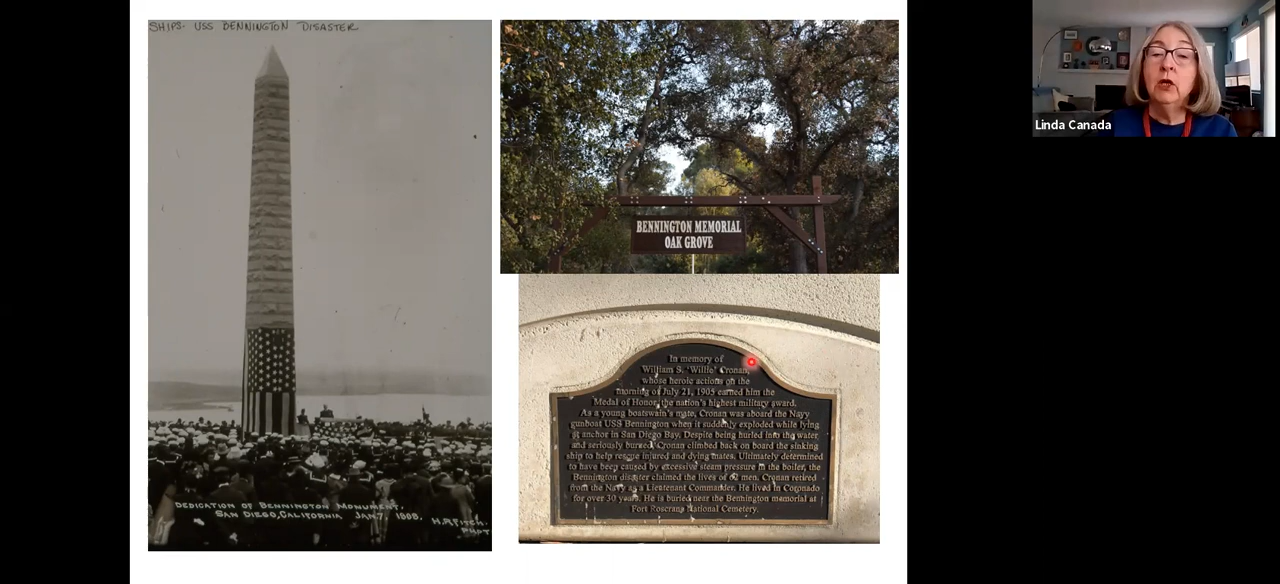 SHIPS- USS BENNINGTON DISASTER
DEDICATION OF BENNINGTON MONUMENT,
SAN DIEGO, CALIFORNIA JAN 7, 1908.
H.R. FITCH.
PHOT
BENNINGTON MEMORIAL
OAK GROVE
In memory of
William S. 'Willie' Cronan,
whose heroic actions on the
morning of July 21, 1905 earned him the
Medal of Honor, the nation's highest military award.
As a young boatswain's mate, Cronan was aboard the Navy
gunboat USS Bennington when it suddenly exploded while lying
at anchor in San Diego Bay. Despite being hurled into the water
and seriously burned, Cronan climbed back on board the sinking
ship to help rescue injured and dying mates. Ultimately determined
to have been caused by excessive steam pressure in the boiler, the
Bennington disaster claimed the lives of men. Cronan retired
from the Navy as a Lieutenant Commander. He lived in Coronado
for over 30 years. He is buried near the Bennington memorial at
Fort Rosecrans National Cemetery.
Linda Canada